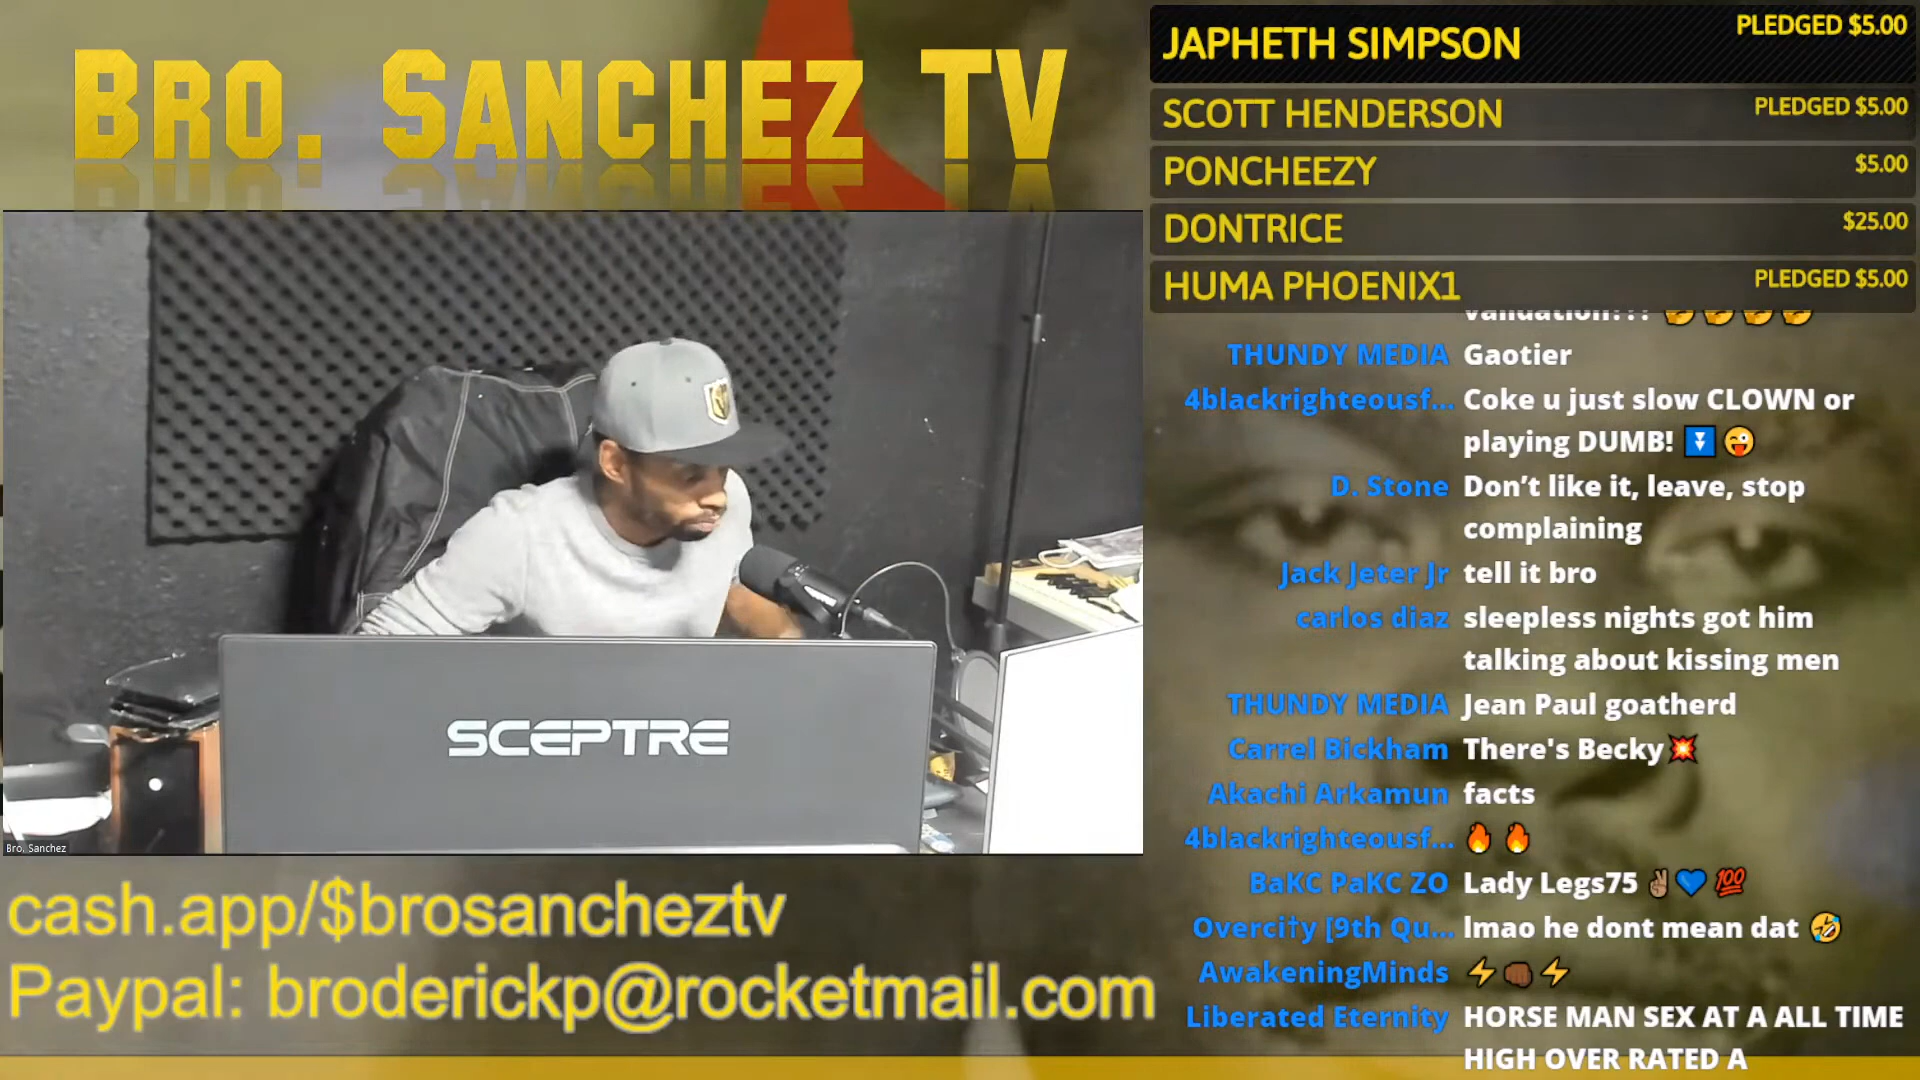 BRO. SANCHEZ TV
JAPHETH SIMPSON PLEDGED $5.00
SCOTT HENDERSON PLEDGED $5.00
PONCHEEZY $5.00
DONTRICE $25.00
HUMA PHOENIX1 PLEDGED $5.00
validation???
THUNDY MEDIA Gaotier
4blackrighteousf... Coke u just slow CLOWN or
playing DUMB! ⏬ 😜
D. Stone Don’t like it, leave, stop
complaining
Jack Jeter Jr tell it bro
carlos diaz sleepless nights got him
talking about kissing men
THUNDY MEDIA Jean Paul goatherd
Carrel Bickham There's Becky💥
Akachi Arkamun facts
4blackrighteousf... 🔥 🔥
BaKC PaKC ZO Lady Legs75 ✌🏽💙 💯
Overci†y [9th Qu... lmao he dont mean dat 🤣
AwakeningMinds ⚡ 👊🏾 ⚡
Liberated Eternity HORSE MAN SEX AT A ALL TIME
HIGH OVER RATED A
SCEPTRE
Bro. Sanchez
cash.app/$brosancheztv
Paypal: broderickp@rocketmail.com